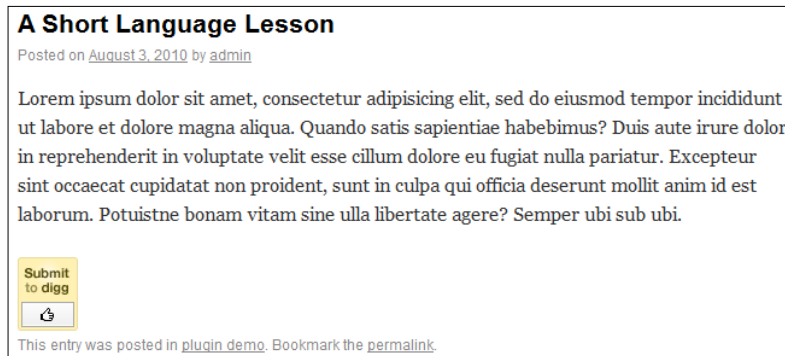 A Short Language Lesson
Posted on August 3, 2010 by admin
Lorem ipsum dolor sit amet, consectetur adipisicing elit, sed do eiusmod tempor incididunt
ut labore et dolore magna aliqua. Quando satis sapientiae habebimus? Duis aute irure dolor
in reprehenderit in voluptate velit esse cillum dolore eu fugiat nulla pariatur. Excepteur
sint occaecat cupidatat non proident, sunt in culpa qui officia deserunt mollit anim id est
laborum. Potuistne bonam vitam sine ulla libertate agere? Semper ubi sub ubi.
Submit
to digg
This entry was posted in plugin demo. Bookmark the permalink.